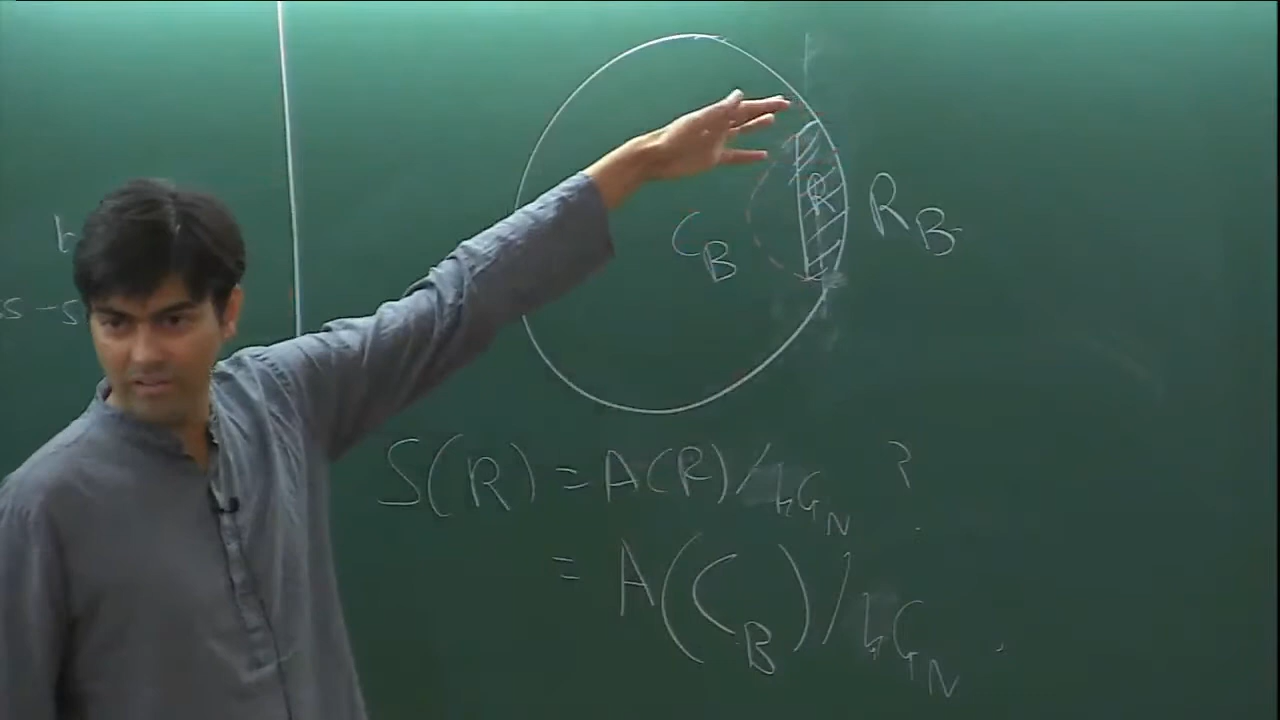 R
R_B
C_B
S(R) = A(R)/4G_N ?
= A(C_B)/4G_N